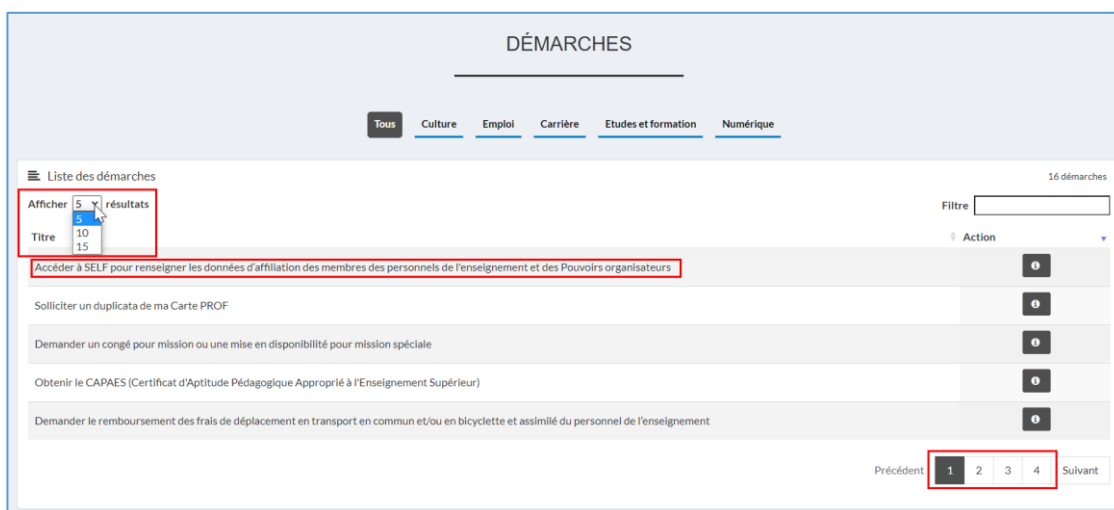 DÉMARCHES
Tous Culture Emploi Carrière Etudes et formation Numérique
Liste des démarches 16 démarches
Afficher 5 résultats Filtre
5
10
15
Titre Action
Accéder à SELF pour renseigner les données d'affiliation des membres des personnels de l'enseignement et des Pouvoirs organisateurs
Solliciter un duplicata de ma Carte PROF
Demander un congé pour mission ou une mise en disponibilité pour mission spéciale
Obtenir le CAPAES (Certificat d'Aptitude Pédagogique Approprié à l'Enseignement Supérieur)
Demander le remboursement des frais de déplacement en transport en commun et/ou en bicyclette et assimilé du personnel de l'enseignement
Précédent 1 2 3 4 Suivant